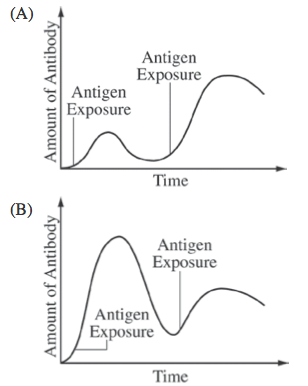 (A)
Amount of Antibody
Antigen
Exposure
Antigen
Exposure
Time
(B)
Amount of Antibody
Antigen
Exposure
Antigen
Exposure
Time